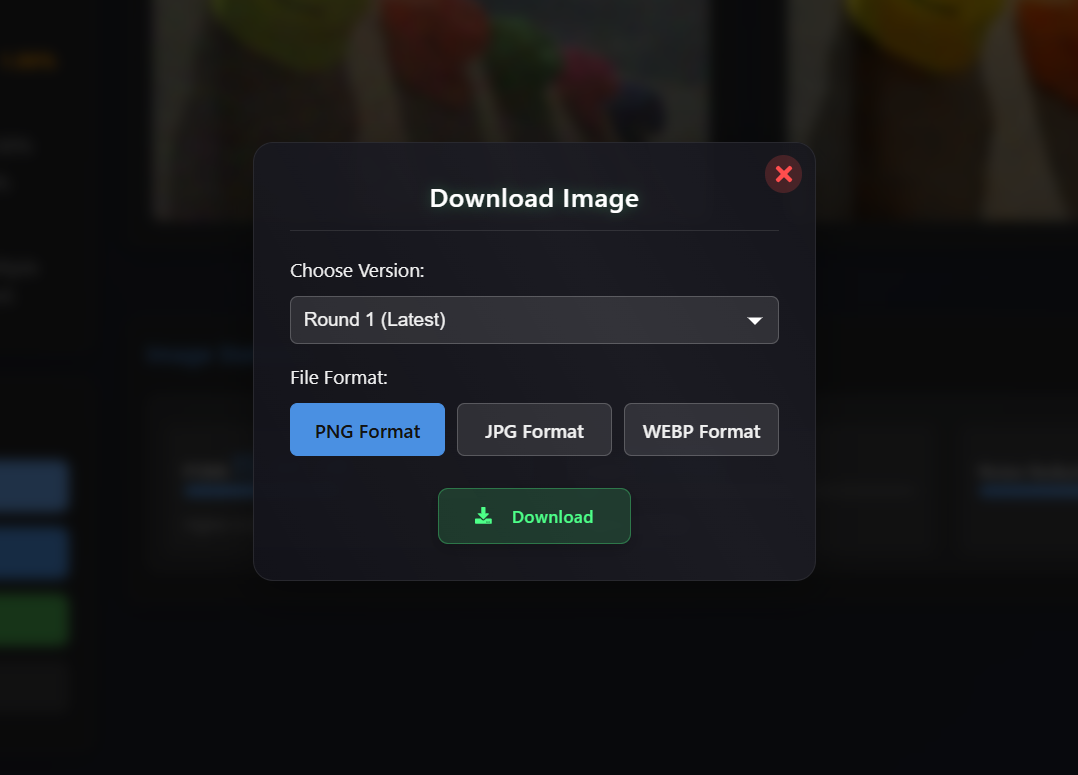 Download Image
Choose Version:
Round 1 (Latest)
File Format:
PNG Format
JPG Format
WEBP Format
Download